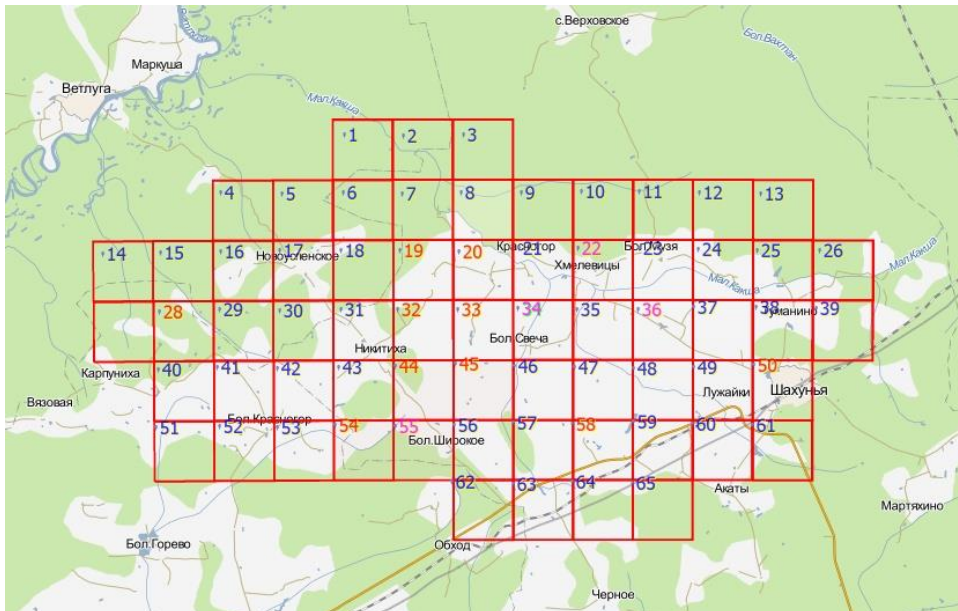 с.Верховское
Ветлуга
Бол.Вахтан
Маркуша
Ветлуга
Мал.Какша
1 2 3
4 5 6 7 8 9 10 11 12 13
14 15 16 17 18 19 20 21 22 23 24 25 26
Новоуспенское Красногор Хмелевицы Бол.Музя
Мал.Какша
Мал.Какша
28 29 30 31 32 33 34 35 36 37 38 39
Туманино
Никитиха Бол.Свеча
40 41 42 43 44 45 46 47 48 49 50
Карпуниха
Вязовая
Лужайки Шахунья
51 52 53 54 55 56 57 58 59 60 61
Бол.Красногор
Бол.Широкое
62 63 64 65
Акаты
Мартяхино
Бол.Горево
Обход
Черное